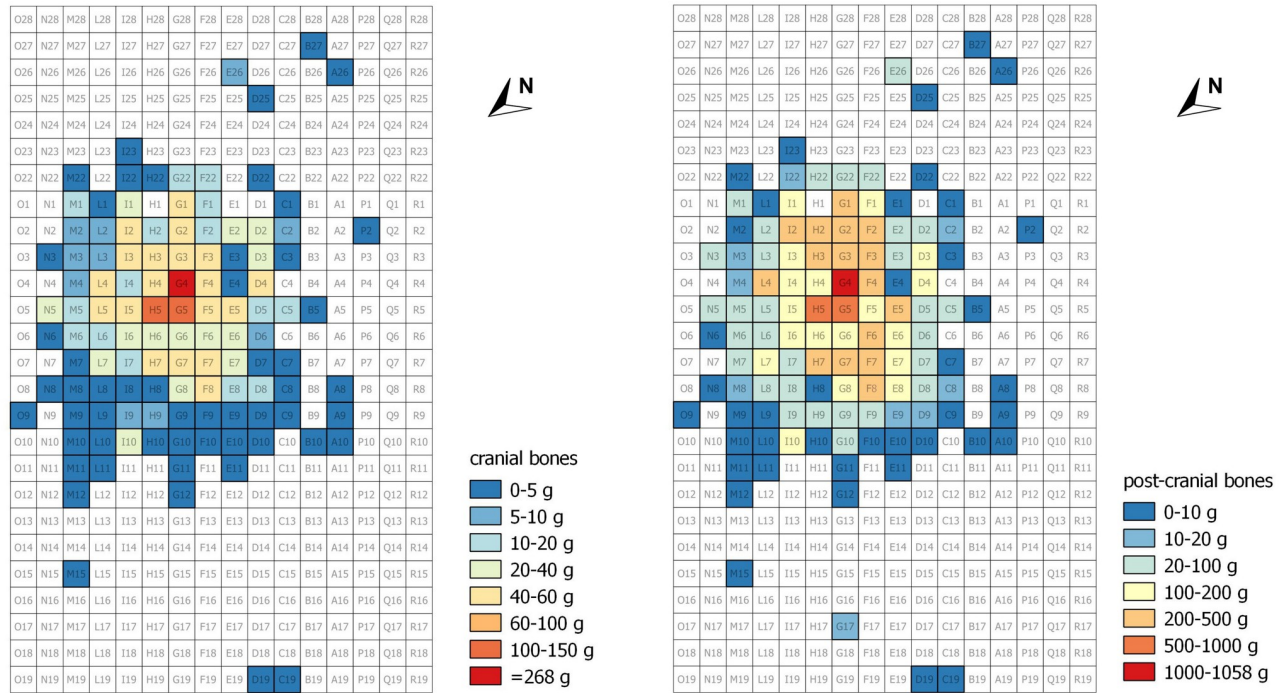 O28 N28 M28 L28 I28 H28 G28 F28 E28 D28 C28 B28 A28 P28 Q28 R28
O27 N27 M27 L27 I27 H27 G27 F27 E27 D27 C27 B27 A27 P27 Q27 R27
O26 N26 M26 L26 I26 H26 G26 F26 E26 D26 C26 B26 A26 P26 Q26 R26
O25 N25 M25 L25 I25 H25 G25 F25 E25 D25 C25 B25 A25 P25 Q25 R25
O24 N24 M24 L24 I24 H24 G24 F24 E24 D24 C24 B24 A24 P24 Q24 R24
O23 N23 M23 L23 I23 H23 G23 F23 E23 D23 C23 B23 A23 P23 Q23 R23
O22 N22 M22 L22 I22 H22 G22 F22 E22 D22 C22 B22 A22 P22 Q22 R22
O1 N1 M1 L1 I1 H1 G1 F1 E1 D1 C1 B1 A1 P1 Q1 R1
O2 N2 M2 L2 I2 H2 G2 F2 E2 D2 C2 B2 A2 P2 Q2 R2
O3 N3 M3 L3 I3 H3 G3 F3 E3 D3 C3 B3 A3 P3 Q3 R3
O4 N4 M4 L4 I4 H4 G4 F4 E4 D4 C4 B4 A4 P4 Q4 R4
O5 N5 M5 L5 I5 H5 G5 F5 E5 D5 C5 B5 A5 P5 Q5 R5
O6 N6 M6 L6 I6 H6 G6 F6 E6 D6 C6 B6 A6 P6 Q6 R6
O7 N7 M7 L7 I7 H7 G7 F7 E7 D7 C7 B7 A7 P7 Q7 R7
O8 N8 M8 L8 I8 H8 G8 F8 E8 D8 C8 B8 A8 P8 Q8 R8
O9 N9 M9 L9 I9 H9 G9 F9 E9 D9 C9 B9 A9 P9 Q9 R9
O10 N10 M10 L10 I10 H10 G10 F10 E10 D10 C10 B10 A10 P10 Q10 R10
O11 N11 M11 L11 I11 H11 G11 F11 E11 D11 C11 B11 A11 P11 Q11 R11
O12 N12 M12 L12 I12 H12 G12 F12 E12 D12 C12 B12 A12 P12 Q12 R12
O13 N13 M13 L13 I13 H13 G13 F13 E13 D13 C13 B13 A13 P13 Q13 R13
O14 N14 M14 L14 I14 H14 G14 F14 E14 D14 C14 B14 A14 P14 Q14 R14
O15 N15 M15 L15 I15 H15 G15 F15 E15 D15 C15 B15 A15 P15 Q15 R15
O16 N16 M16 L16 I16 H16 G16 F16 E16 D16 C16 B16 A16 P16 Q16 R16
O17 N17 M17 L17 I17 H17 G17 F17 E17 D17 C17 B17 A17 P17 Q17 R17
O18 N18 M18 L18 I18 H18 G18 F18 E18 D18 C18 B18 A18 P18 Q18 R18
O19 N19 M19 L19 I19 H19 G19 F19 E19 D19 C19 B19 A19 P19 Q19 R19
N
cranial bones
0-5 g
5-10 g
10-20 g
20-40 g
40-60 g
60-100 g
100-150 g
=268 g
O28 N28 M28 L28 I28 H28 G28 F28 E28 D28 C28 B28 A28 P28 Q28 R28
O27 N27 M27 L27 I27 H27 G27 F27 E27 D27 C27 B27 A27 P27 Q27 R27
O26 N26 M26 L26 I26 H26 G26 F26 E26 D26 C26 B26 A26 P26 Q26 R26
O25 N25 M25 L25 I25 H25 G25 F25 E25 D25 C25 B25 A25 P25 Q25 R25
O24 N24 M24 L24 I24 H24 G24 F24 E24 D24 C24 B24 A24 P24 Q24 R24
O23 N23 M23 L23 I23 H23 G23 F23 E23 D23 C23 B23 A23 P23 Q23 R23
O22 N22 M22 L22 I22 H22 G22 F22 E22 D22 C22 B22 A22 P22 Q22 R22
O1 N1 M1 L1 I1 H1 G1 F1 E1 D1 C1 B1 A1 P1 Q1 R1
O2 N2 M2 L2 I2 H2 G2 F2 E2 D2 C2 B2 A2 P2 Q2 R2
O3 N3 M3 L3 I3 H3 G3 F3 E3 D3 C3 B3 A3 P3 Q3 R3
O4 N4 M4 L4 I4 H4 G4 F4 E4 D4 C4 B4 A4 P4 Q4 R4
O5 N5 M5 L5 I5 H5 G5 F5 E5 D5 C5 B5 A5 P5 Q5 R5
O6 N6 M6 L6 I6 H6 G6 F6 E6 D6 C6 B6 A6 P6 Q6 R6
O7 N7 M7 L7 I7 H7 G7 F7 E7 D7 C7 B7 A7 P7 Q7 R7
O8 N8 M8 L8 I8 H8 G8 F8 E8 D8 C8 B8 A8 P8 Q8 R8
O9 N9 M9 L9 I9 H9 G9 F9 E9 D9 C9 B9 A9 P9 Q9 R9
O10 N10 M10 L10 I10 H10 G10 F10 E10 D10 C10 B10 A10 P10 Q10 R10
O11 N11 M11 L11 I11 H11 G11 F11 E11 D11 C11 B11 A11 P11 Q11 R11
O12 N12 M12 L12 I12 H12 G12 F12 E12 D12 C12 B12 A12 P12 Q12 R12
O13 N13 M13 L13 I13 H13 G13 F13 E13 D13 C13 B13 A13 P13 Q13 R13
O14 N14 M14 L14 I14 H14 G14 F14 E14 D14 C14 B14 A14 P14 Q14 R14
O15 N15 M15 L15 I15 H15 G15 F15 E15 D15 C15 B15 A15 P15 Q15 R15
O16 N16 M16 L16 I16 H16 G16 F16 E16 D16 C16 B16 A16 P16 Q16 R16
O17 N17 M17 L17 I17 H17 G17 F17 E17 D17 C17 B17 A17 P17 Q17 R17
O18 N18 M18 L18 I18 H18 G18 F18 E18 D18 C18 B18 A18 P18 Q18 R18
O19 N19 M19 L19 I19 H19 G19 F19 E19 D19 C19 B19 A19 P19 Q19 R19
N
post-cranial bones
0-10 g
10-20 g
20-100 g
100-200 g
200-500 g
500-1000 g
1000-1058 g